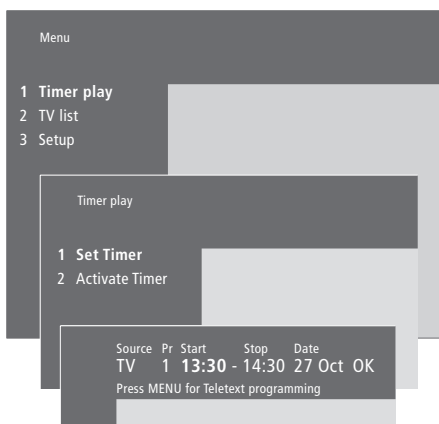 Menu
1 Timer play
2 TV list
3 Setup
Timer play
1 Set Timer
2 Activate Timer
Source Pr Start Stop Date
TV 1 13:30 - 14:30 27 Oct OK
Press MENU for Teletext programming